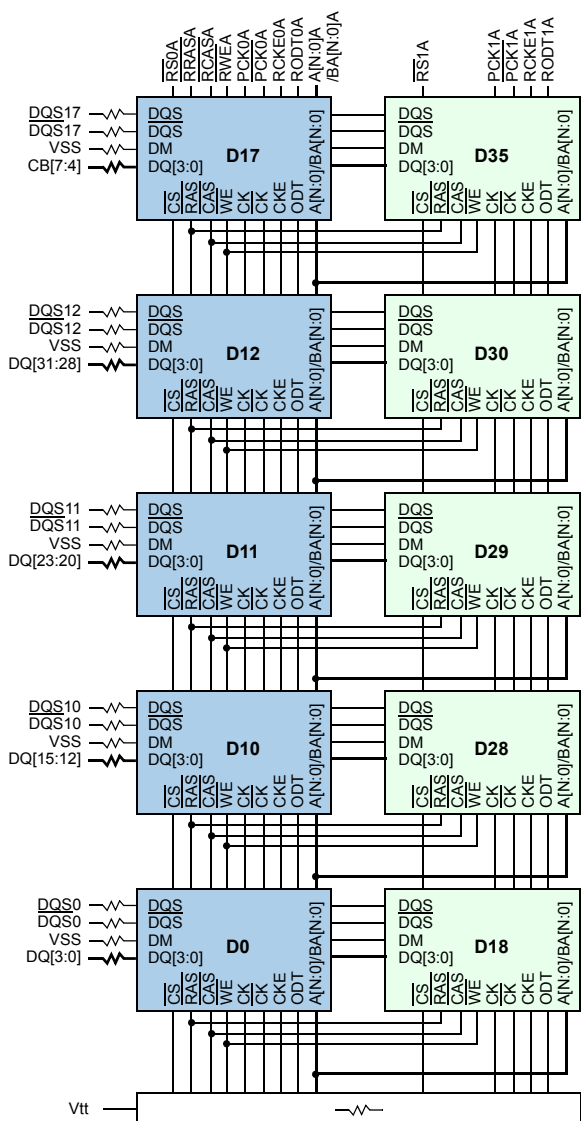 RS0A
RRASA
RCASA
RWEA
PCK0A
PCK0A
RCKE0A
RODT0A
A[N:0]A
/BA[N:0]A
RS1A
PCK1A
PCK1A
RCKE1A
RODT1A
DQS17
DQS17
VSS
CB[7:4]
DQS
DQS
DM
DQ[3:0]
D17
CS
RAS
CAS
WE
CK
CK
CKE
ODT
A[N:0]/BA[N:0]
DQS
DQS
DM
DQ[3:0]
D35
CS
RAS
CAS
WE
CK
CK
CKE
ODT
A[N:0]/BA[N:0]
DQS12
DQS12
VSS
DQ[31:28]
DQS
DQS
DM
DQ[3:0]
D12
CS
RAS
CAS
WE
CK
CK
CKE
ODT
A[N:0]/BA[N:0]
DQS
DQS
DM
DQ[3:0]
D30
CS
RAS
CAS
WE
CK
CK
CKE
ODT
A[N:0]/BA[N:0]
DQS11
DQS11
VSS
DQ[23:20]
DQS
DQS
DM
DQ[3:0]
D11
CS
RAS
CAS
WE
CK
CK
CKE
ODT
A[N:0]/BA[N:0]
DQS
DQS
DM
DQ[3:0]
D29
CS
RAS
CAS
WE
CK
CK
CKE
ODT
A[N:0]/BA[N:0]
DQS10
DQS10
VSS
DQ[15:12]
DQS
DQS
DM
DQ[3:0]
D10
CS
RAS
CAS
WE
CK
CK
CKE
ODT
A[N:0]/BA[N:0]
DQS
DQS
DM
DQ[3:0]
D28
CS
RAS
CAS
WE
CK
CK
CKE
ODT
A[N:0]/BA[N:0]
DQS0
DQS0
VSS
DQ[3:0]
DQS
DQS
DM
DQ[3:0]
D0
CS
RAS
CAS
WE
CK
CK
CKE
ODT
A[N:0]/BA[N:0]
DQS
DQS
DM
DQ[3:0]
D18
CS
RAS
CAS
WE
CK
CK
CKE
ODT
A[N:0]/BA[N:0]
Vtt